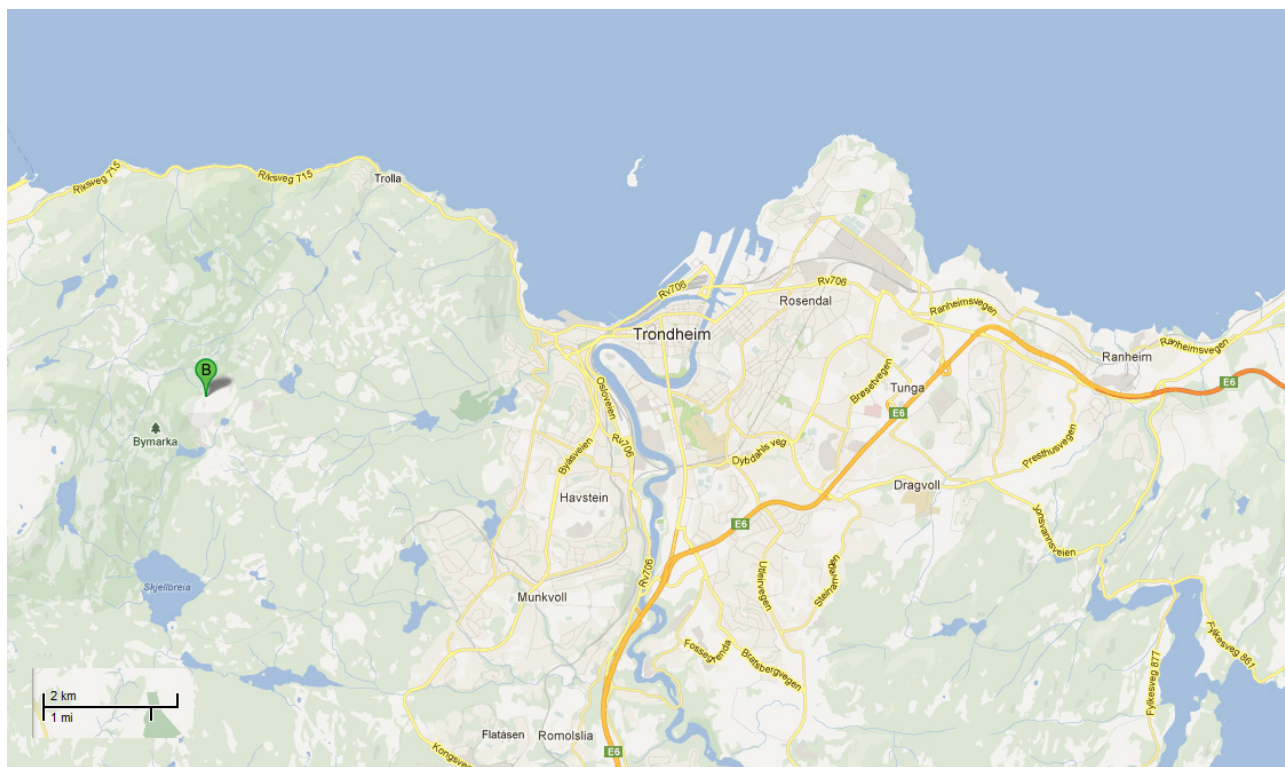 Riksveg 715
Riksveg 715
Trolla
Rv706
Rv706
Rosendal
Ranheimsvegen
Trondheim
Ranheimsvegen
Ranheim
E6
B
Osloveien
Brøsetvegen
Tunga
E6
Bymarka
Byåsveien
Rv706
Dybdahls veg
Presthusvegen
Havstein
Dragvoll
E6
Jonsvannsveien
Skjellbreia
Munkvoll
Rv706
Utleirvegen
Steinanvegen
Fossegrenda
Bratsbergvegen
Fylkesveg 877
Fylkesveg 861
2 km
1 mi
Flatåsen
Romolslia
E6